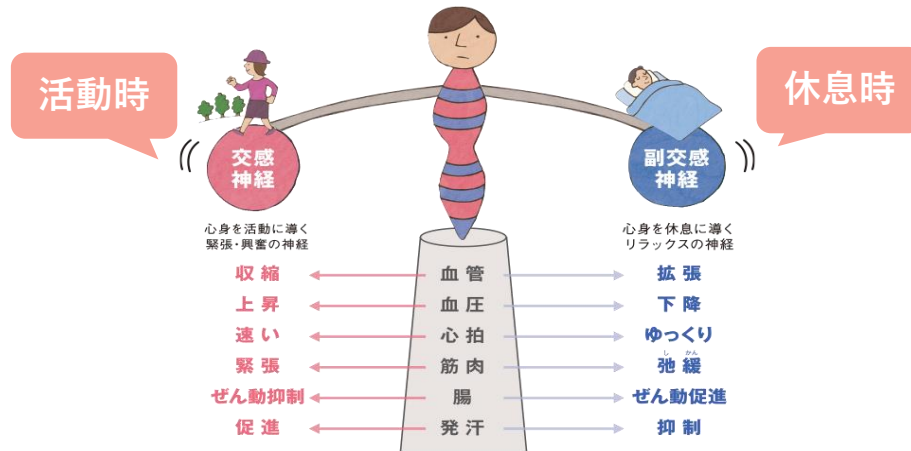 活動時
休息時
交感
神経
副交感
神経
心身を活動に導く
緊張・興奮の神経
心身を休息に導く
リラックスの神経
収縮 血管 拡張
上昇 血圧 下降
速い 心拍 ゆっくり
し かん
緊張 筋肉 弛緩
ぜん動抑制 腸 ぜん動促進
促進 発汗 抑制